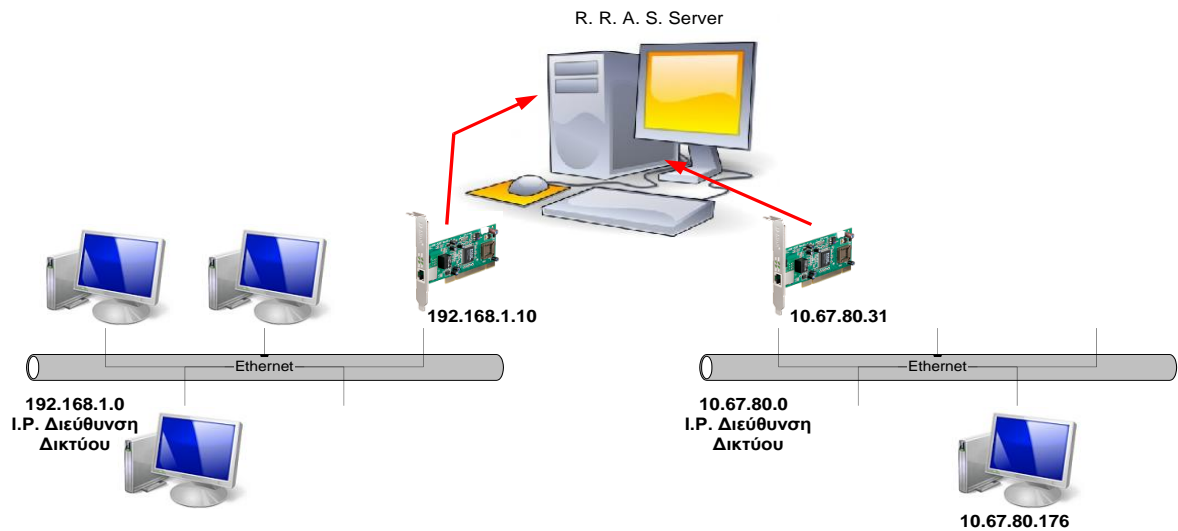 R. R. A. S. Server
192.168.1.10
10.67.80.31
Ethernet
Ethernet
192.168.1.0
I.P. Διεύθυνση
Δικτύου
10.67.80.0
I.P. Διεύθυνση
Δικτύου
10.67.80.176